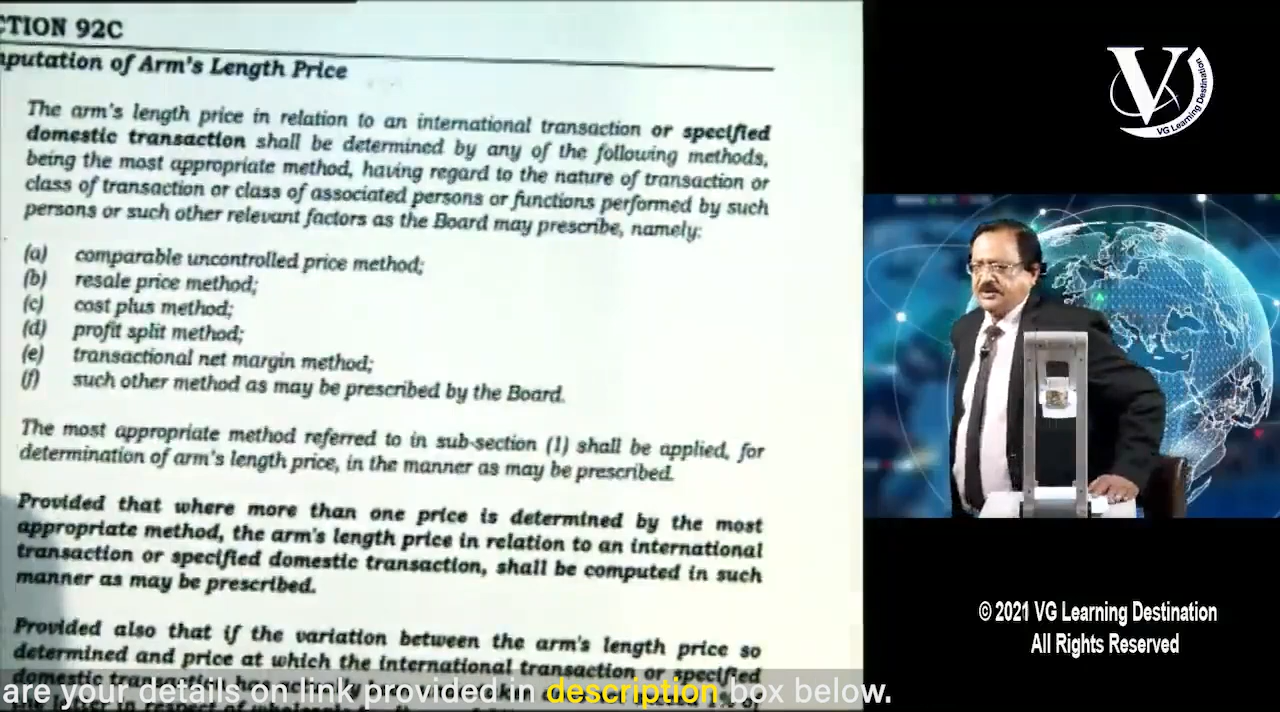 CTION 92C
mputation of Arm's Length Price
The arm's length price in relation to an international transaction or specified
domestic transaction shall be determined by any of the following methods,
being the most appropriate method, having regard to the nature of transaction or
class of transaction or class of associated persons or functions performed by such
persons or such other relevant factors as the Board may prescribe, namely:
(a) comparable uncontrolled price method;
(b) resale price method;
(c) cost plus method;
(d) profit split method;
(e) transactional net margin method;
(f) such other method as may be prescribed by the Board.
The most appropriate method referred to in sub-section (1) shall be applied, for
determination of arm's length price, in the manner as may be prescribed.
Provided that where more than one price is determined by the most
appropriate method, the arm's length price in relation to an international
transaction or specified domestic transaction, shall be computed in such
manner as may be prescribed.
Provided also that if the variation between the arm's length price so
determined and price at which the international transaction or specified
domestic
are your details on link provided in description box below.
V
VG Learning Destination
© 2021 VG Learning Destination
All Rights Reserved